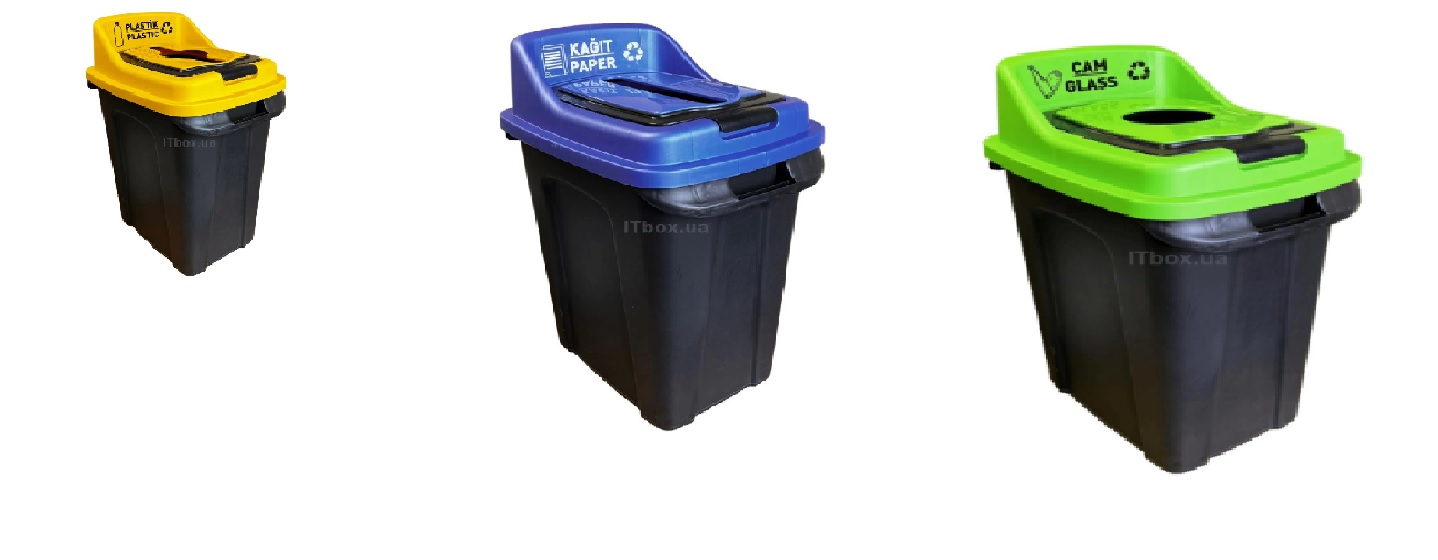 PLASTİK
PLASTIC
ITbox.ua
KAĞIT
PAPER
ITbox.ua
CAM
GLASS
ITbox.ua